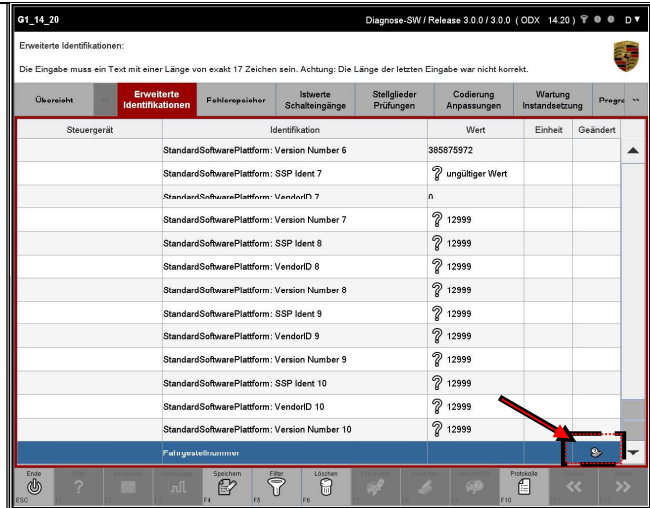 G1_14_20 Diagnose-SW / Release 3.0.0 / 3.0.0 ( ODX 14.20 ) D
Erweiterte Identifikationen:
Die Eingabe muss ein Text mit einer Länge von exakt 17 Zeichen sein. Achtung: Die Länge der letzten Eingabe war nicht korrekt.
Übersicht ... Erweiterte Identifikationen Fehlerspeicher Istwerte Schalteingänge Stellglieder Prüfungen Codierung Anpassungen Wartung Instandsetzung Progra
Steuergerät Identifikation Wert Einheit Geändert
StandardSoftwarePlattform: Version Number 6 385875972
StandardSoftwarePlattform: SSP Ident 7 ? ungültiger Wert
StandardSoftwarePlattform: VendorID 7 0
StandardSoftwarePlattform: Version Number 7 ? 12999
StandardSoftwarePlattform: SSP Ident 8 ? 12999
StandardSoftwarePlattform: VendorID 8 ? 12999
StandardSoftwarePlattform: Version Number 8 ? 12999
StandardSoftwarePlattform: SSP Ident 9 ? 12999
StandardSoftwarePlattform: VendorID 9 ? 12999
StandardSoftwarePlattform: Version Number 9 ? 12999
StandardSoftwarePlattform: SSP Ident 10 ? 12999
StandardSoftwarePlattform: VendorID 10 ? 12999
StandardSoftwarePlattform: Version Number 10 ? 12999
Fahrgestellnummer
Ende Speichern Filter Löschen Protokolle
ESC F4 F5 F6 F10